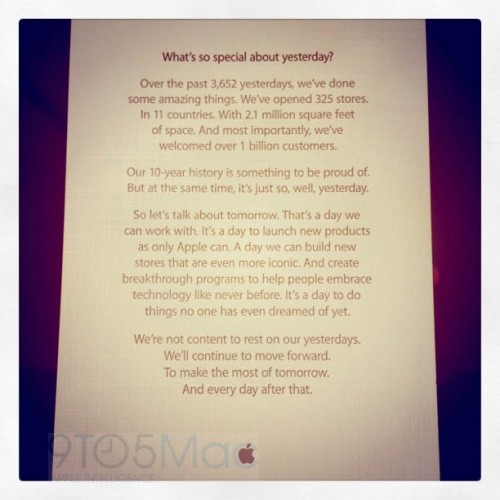 What's so special about yesterday?
Over the past 3,652 yesterdays, we've done
some amazing things. We've opened 325 stores.
In 11 countries. With 2.1 million square feet
of space. And most importantly, we've
welcomed over 1 billion customers.
Our 10-year history is something to be proud of.
But at the same time, it's just so, well, yesterday.
So let's talk about tomorrow. That's a day we
can work with. It's a day to launch new products
as only Apple can. A day we can build new
stores that are even more iconic. And create
breakthrough programs to help people embrace
technology like never before. It's a day to do
things no one has even dreamed of yet.
We're not content to rest on our yesterdays.
We'll continue to move forward.
To make the most of tomorrow.
And every day after that.
9TO5Mac
APPLE INTELLIGENCE